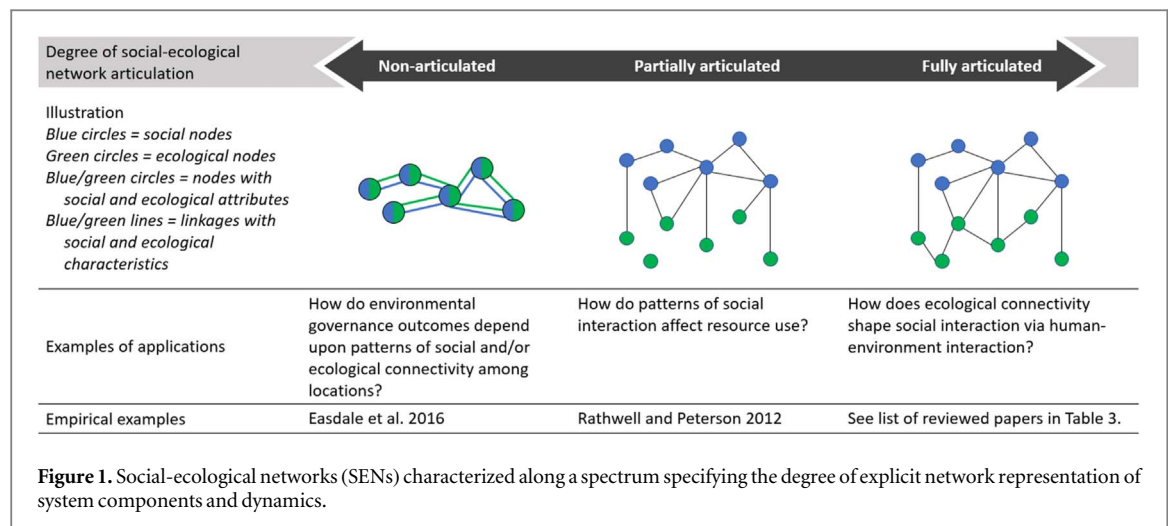 Degree of social-ecological
network articulation
Non-articulated
Partially articulated
Fully articulated
Illustration
Blue circles = social nodes
Green circles = ecological nodes
Blue/green circles = nodes with
social and ecological attributes
Blue/green lines = linkages with
social and ecological
characteristics
Examples of applications
How do environmental
governance outcomes depend
upon patterns of social and/or
ecological connectivity among
locations?
How do patterns of social
interaction affect resource use?
How does ecological connectivity
shape social interaction via human-
environment interaction?
Empirical examples
Easdale et al. 2016
Rathwell and Peterson 2012
See list of reviewed papers in Table 3.
Figure 1. Social-ecological networks (SENs) characterized along a spectrum specifying the degree of explicit network representation of
system components and dynamics.